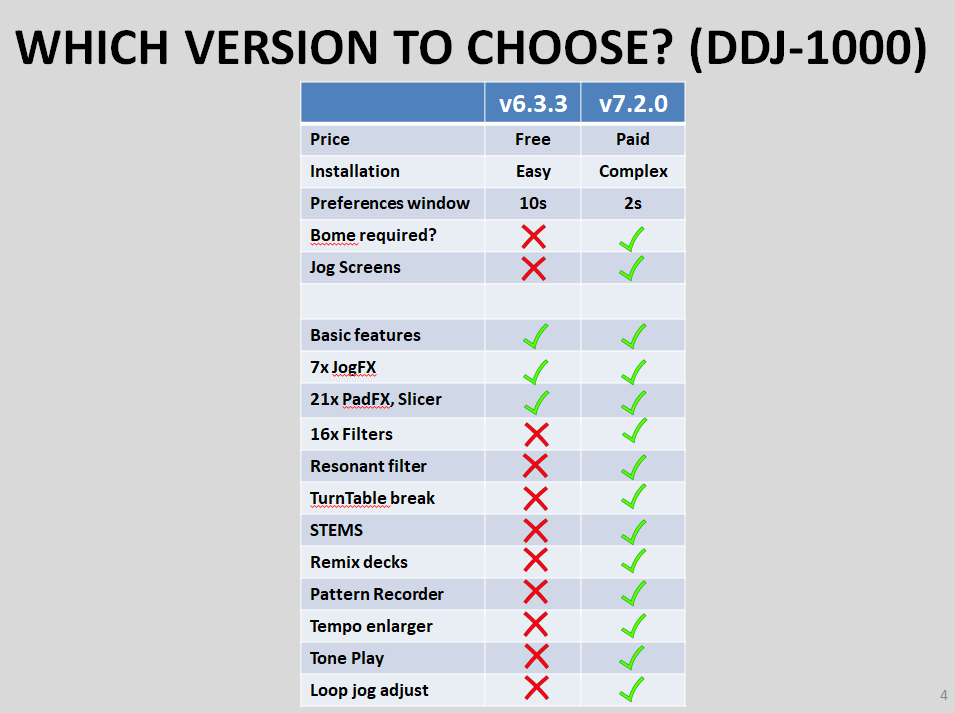 WHICH VERSION TO CHOOSE? (DDJ-1000)
v6.3.3 v7.2.0
Price Free Paid
Installation Easy Complex
Preferences window 10s 2s
Bome required?
Jog Screens
Basic features
7x JogFX
21x PadFX, Slicer
16x Filters
Resonant filter
TurnTable break
STEMS
Remix decks
Pattern Recorder
Tempo enlarger
Tone Play
Loop jog adjust
4